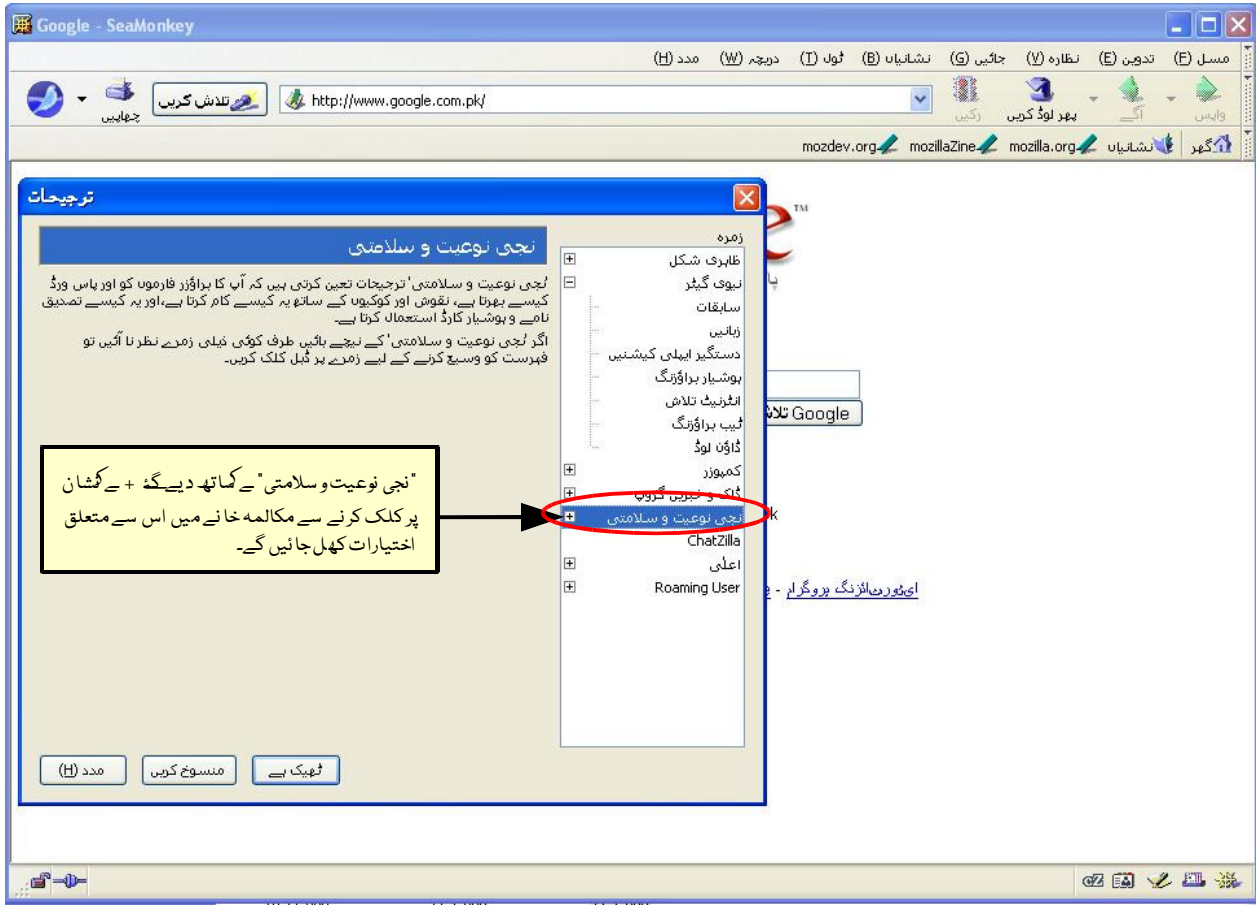 Google - SeaMonkey
مسل (F) تدوین (E) نظارہ (V) جائیں (G) نشانیاں (B) ٹول (T) دریچہ (W) مدد (H)
واپس آگے پھر لوڈ کریں رکیں http://www.google.com.pk/ تلاش کریں چھاپیں
گھر نشانیاں mozilla.org mozillaZine mozdev.org
ترجیحات
زمرہ
ظاہری شکل
نیوی گیٹر
سابقات
زبانیں
دستگیر ایپلی کیشنیں
ہوشیار براؤزنگ
انٹرنیٹ تلاش
ٹیب براؤزنگ
ڈاؤن لوڈ
کمپوزر
ڈاک و خبریں گروپ
نجی نوعیت و سلامتی
ChatZilla
اعلٰی
Roaming User
نجی نوعیت و سلامتی
'نجی نوعیت و سلامتی' ترجیحات تعین کرتی ہیں کہ آپ کا براؤزر فارموں کو اور پاس ورڈ
کیسے بھرتا ہے، نقوش اور کوکیوں کے ساتھ یہ کیسے کام کرتا ہے،اور یہ کیسے تصدیق
نامے و ہوشیار کارڈ استعمال کرتا ہے۔
اگر 'نجی نوعیت و سلامتی' کے نیچے بائیں طرف کوئی ذیلی زمرے نظر نا آئیں تو
فہرست کو وسیع کرنے کے لیے زمرے پر ڈبل کلک کریں۔
"نجی نوعیت و سلامتی" کے ساتھ دیے گئے + کے نشان
پر کلک کرنے سے مکالمہ خانے میں اس سے متعلق
اختیارات کھل جائیں گے۔
ٹھیک ہے منسوخ کریں مدد (H)
TM
Google تلاش
k
پروگرام -